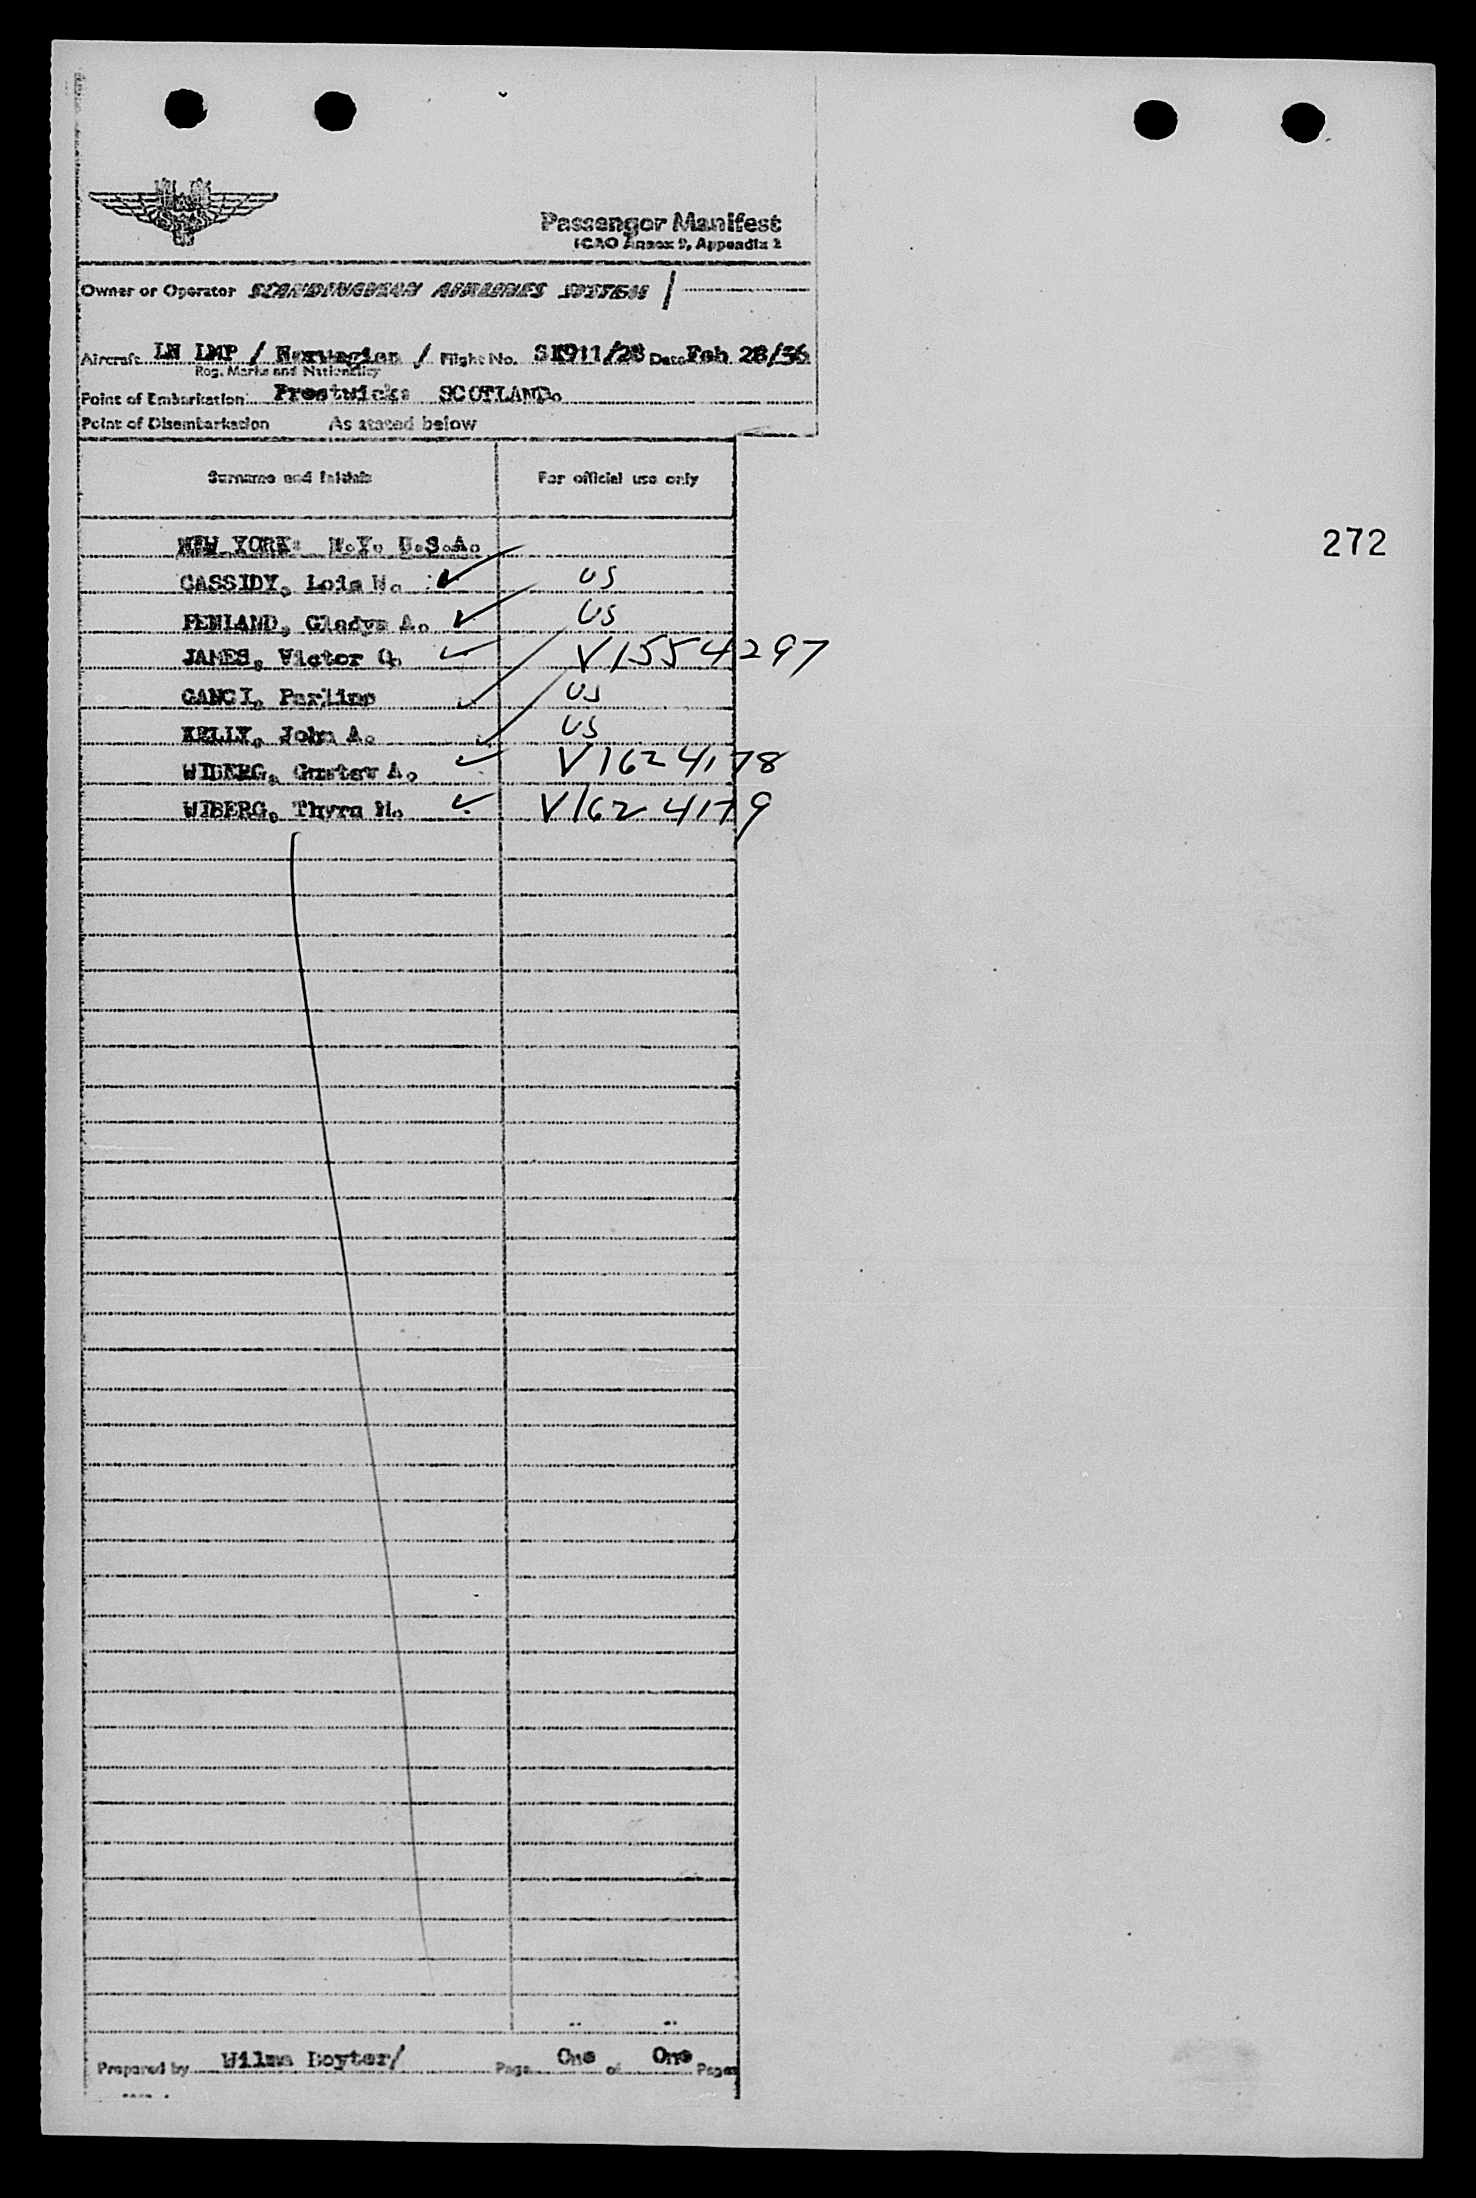 Passenger Manifest
ICAO Annex 9, Appendix 2
Owner or Operator SCANDINAVIAN AIRLINES SYSTEM /
Aircraft LN LMP / Norwegian / Flight No. SK911/28 Date Feb 28/56
Reg. Marks and Nationality
Point of Embarkation Prestwick: SCOTLAND.
Point of Disembarkation As stated below
Surname and Initials For official use only
NEW YORK: N.Y. U.S.A.
272
CASSIDY, Lois N. ✓ US
PENLAND, Gladys A. ✓ US
JAMES, Victor O. ✓ V1554297
GANCI, ✓ US
KELLY, John A. ✓ US
WIBERG, Gustav A. ✓ V1624178
WIBERG, Thyra M. ✓ V1624179
Prepared by Wilma Boyter/ Page One of One Pages